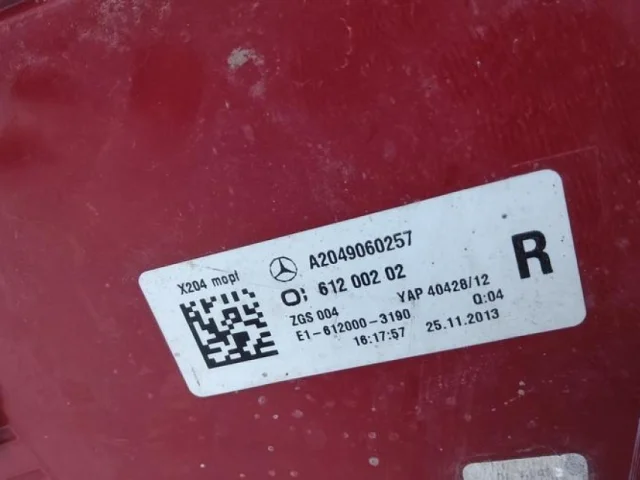 X204 mopf
A2049060257
612 002 02
R
ZGS 004 YAP 40428/12
E1-612000-3190 Q:04
16:17:57 25.11.2013